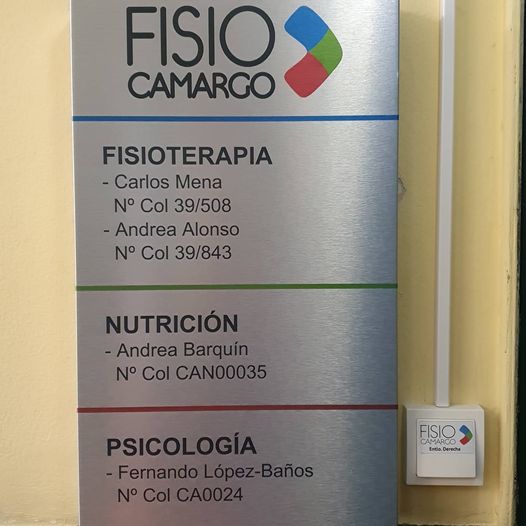 FISIO
CAMARGO
FISIOTERAPIA
- Carlos Mena
Nº Col 39/508
- Andrea Alonso
Nº Col 39/843
NUTRICIÓN
- Andrea Barquín
Nº Col CAN00035
PSICOLOGÍA
- Fernando López-Baños
Nº Col CA0024
FISIO
CAMARGO
Entlo. Derecha